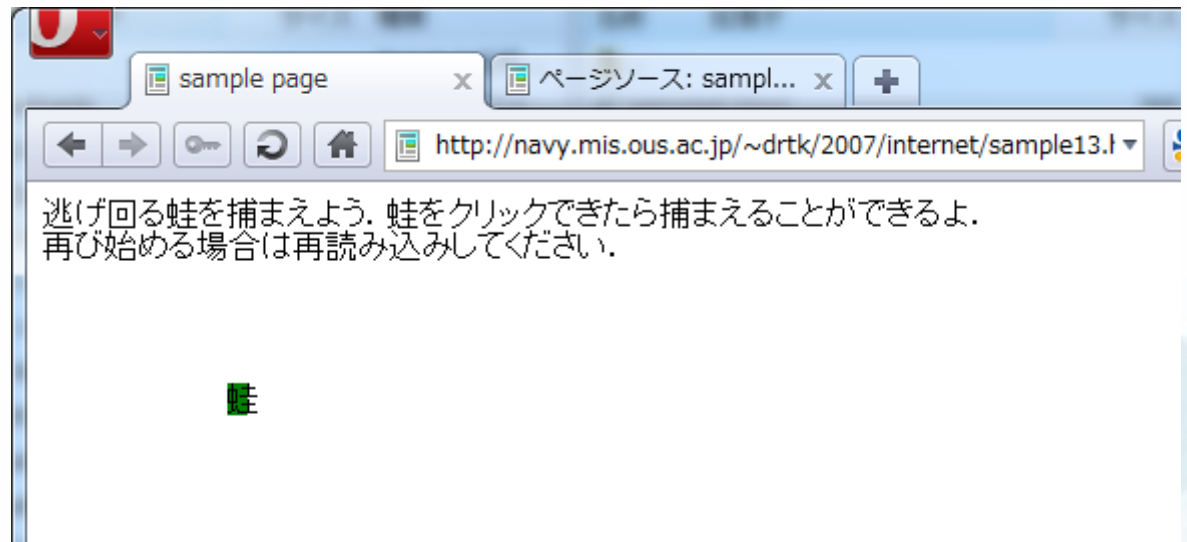 sample page
ページソース: sampl...
http://navy.mis.ous.ac.jp/~drtk/2007/internet/sample13.h
逃げ回る蛙を捕まえよう. 蛙をクリックできたら捕まえることができるよ.
再び始める場合は再読み込みしてください.
蛙